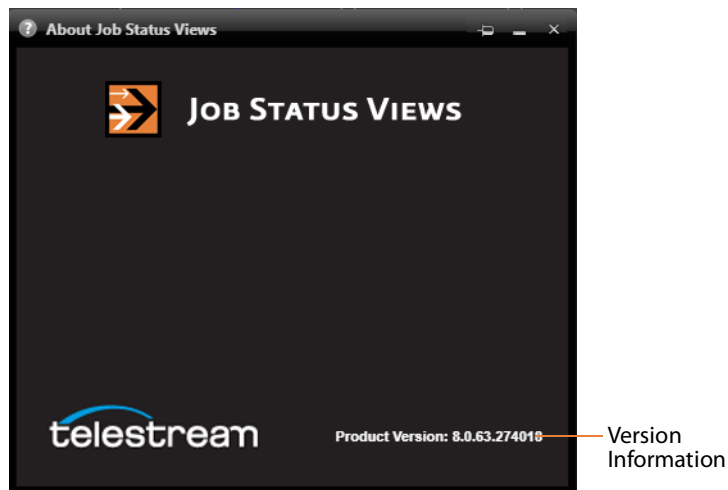 About Job Status Views
Job Status Views
telestream
Product Version: 8.0.63.274018
Version
Information